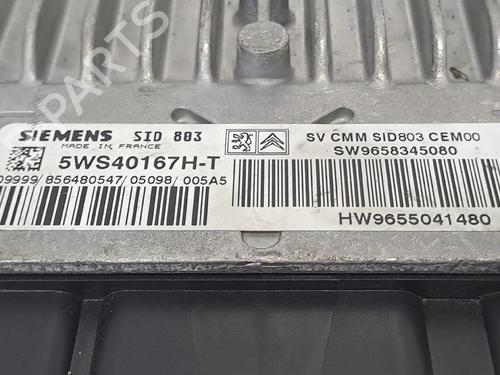 PARTS
SIEMENS SID 803
MADE IN FRANCE
5WS40167H-T
09999/856480547/05098/005A5
SV CMM SID803 CEM00
SW9658345080
HW9655041480